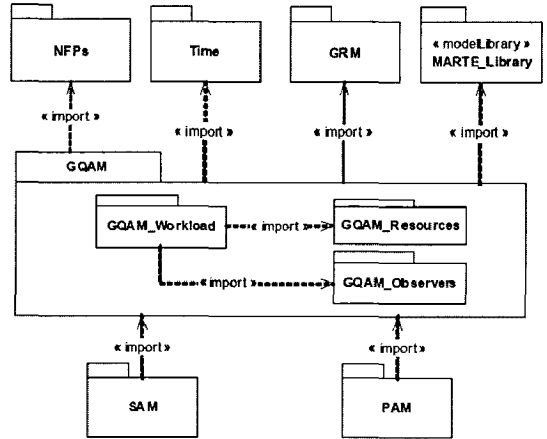 NFPs
Time
GRM
« modelLibrary »
MARTE_Library
« import »
« import »
« import »
« import »
GQAM
GQAM_Workload
« import »
GQAM_Resources
« import »
GQAM_Observers
« import »
« import »
SAM
PAM